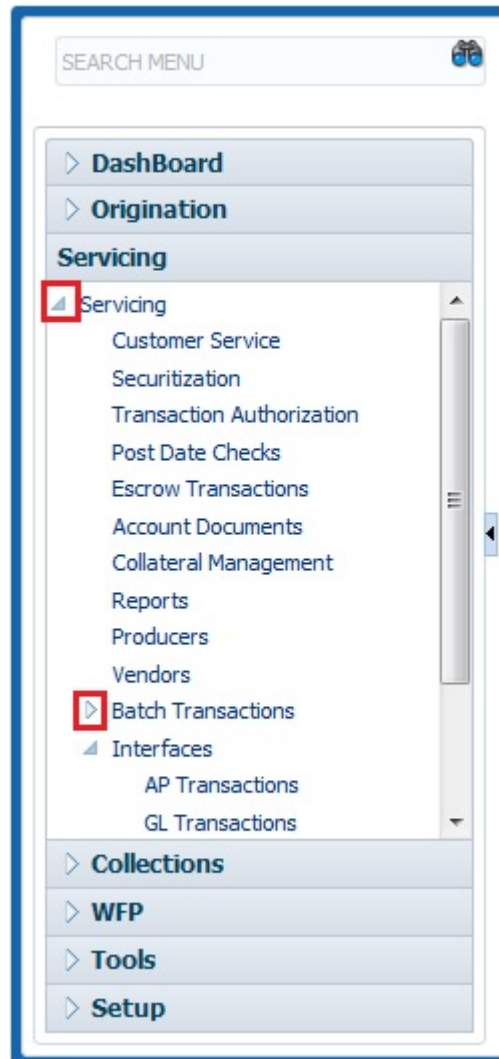 SEARCH MENU
DashBoard
Origination
Servicing
Servicing
Customer Service
Securitization
Transaction Authorization
Post Date Checks
Escrow Transactions
Account Documents
Collateral Management
Reports
Producers
Vendors
Batch Transactions
Interfaces
AP Transactions
GL Transactions
Collections
WFP
Tools
Setup